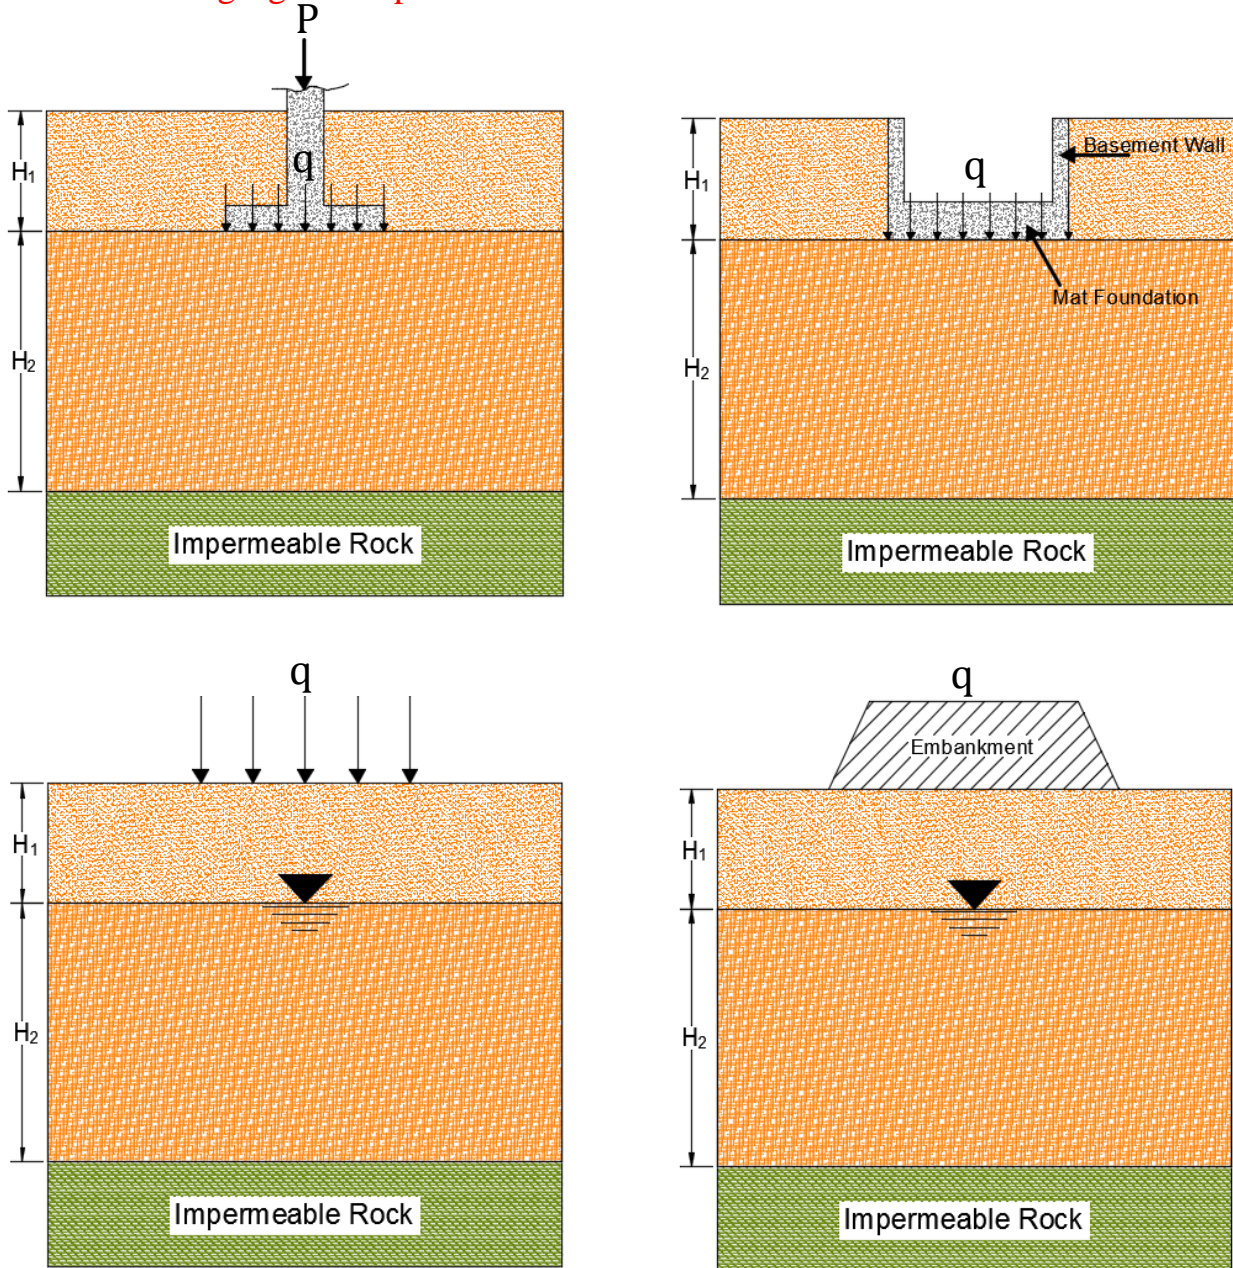 P
H₁
q
H₂
Impermeable Rock
q
Basement Wall
H₁
Mat Foundation
H₂
Impermeable Rock
q
H₁
H₂
Impermeable Rock
q
Embankment
H₁
H₂
Impermeable Rock